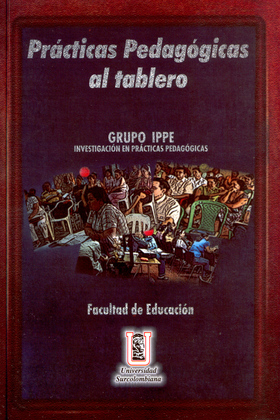 Prácticas Pedagógicas
al tablero
GRUPO IPPE
INVESTIGACIÓN EN PRÁCTICAS PEDAGÓGICAS
Facultad de Educación
Universidad
Surcolombiana